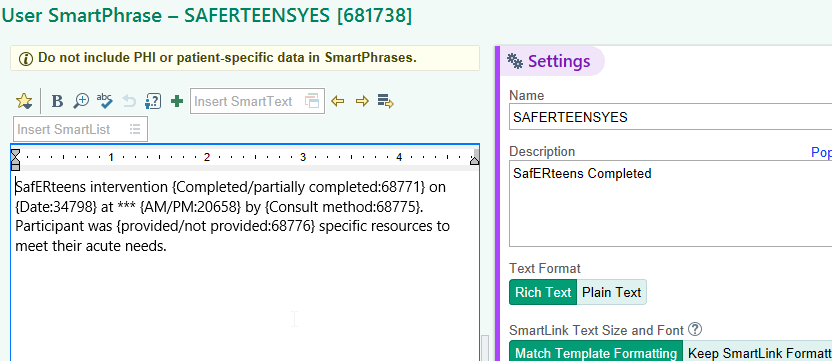 User SmartPhrase – SAFERTEENSYES [681738]
Do not include PHI or patient-specific data in SmartPhrases.
Settings
B
abc
Insert SmartText
Insert SmartList
1 2 3 4
SafERteens intervention {Completed/partially completed:68771} on
{Date:34798} at *** {AM/PM:20658} by {Consult method:68775}.
Participant was {provided/not provided:68776} specific resources to
meet their acute needs.
Name
SAFERTEENSYES
Description
Pop
SafERteens Completed
Text Format
Rich Text Plain Text
SmartLink Text Size and Font ?
Match Template Formatting Keep SmartLink Formatt